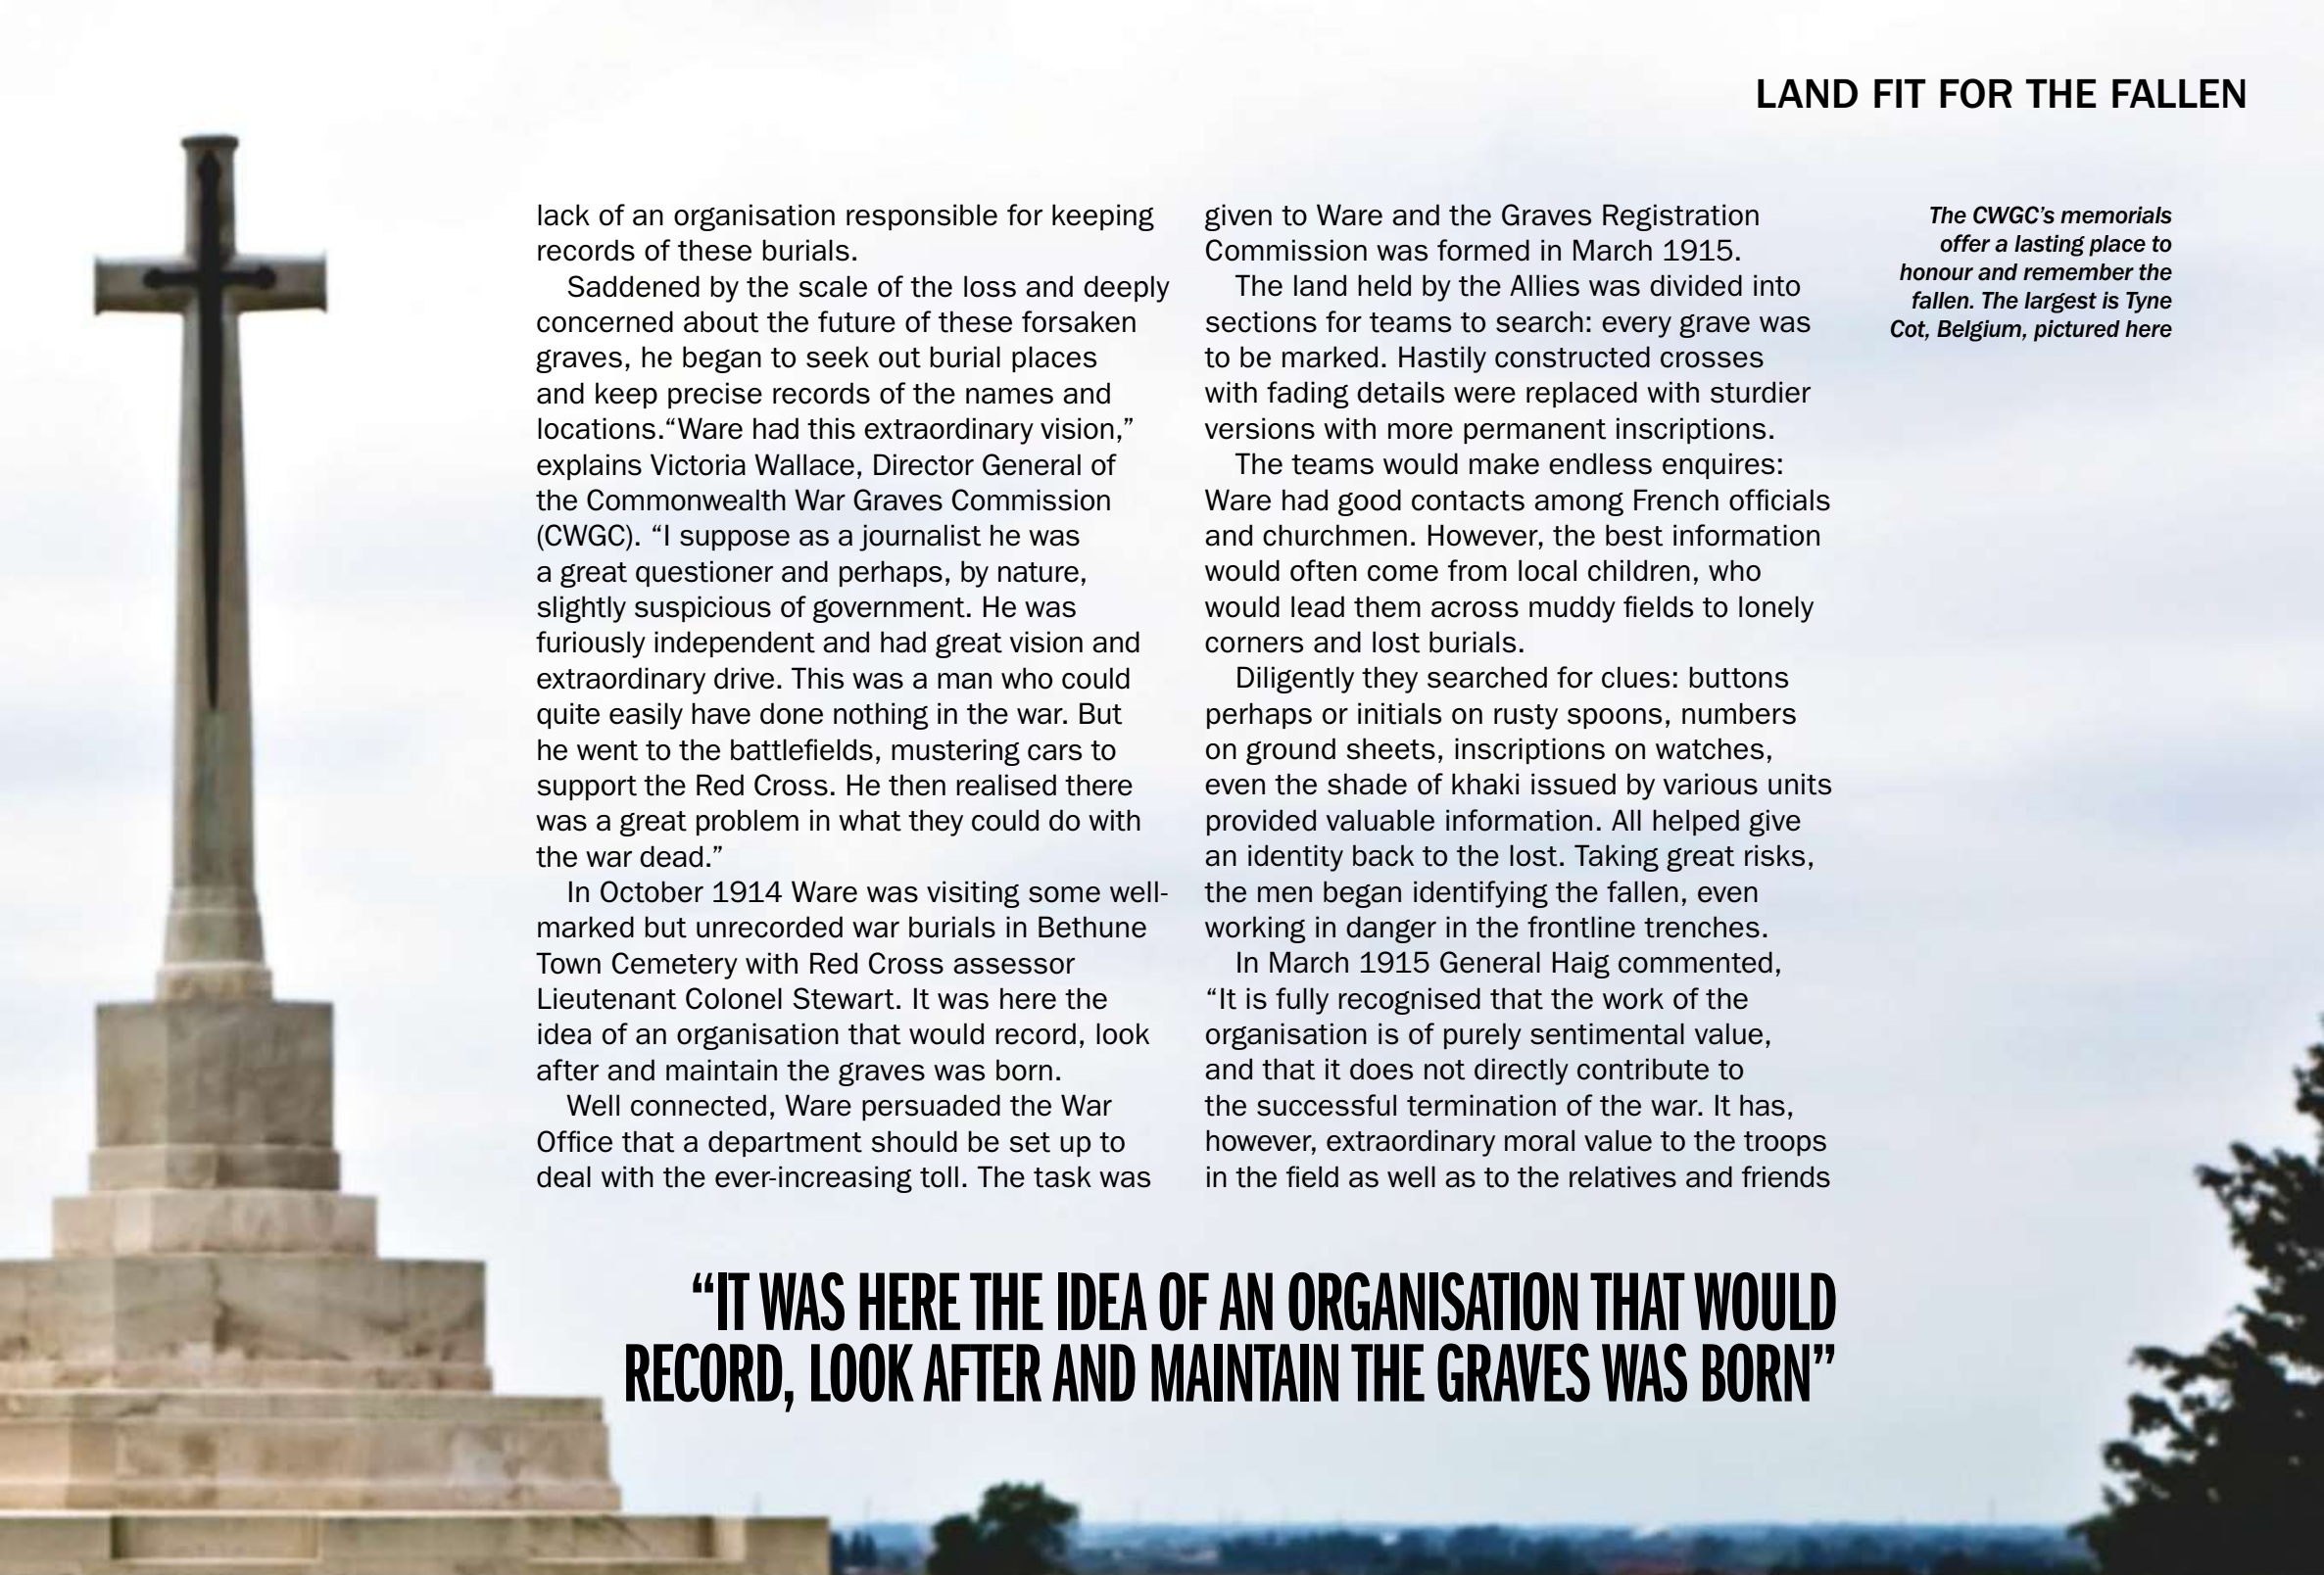 LAND FIT FOR THE FALLEN
lack of an organisation responsible for keeping
records of these burials.
Saddened by the scale of the loss and deeply
concerned about the future of these forsaken
graves, he began to seek out burial places
and keep precise records of the names and
locations.“Ware had this extraordinary vision,”
explains Victoria Wallace, Director General of
the Commonwealth War Graves Commission
(CWGC). “I suppose as a journalist he was
a great questioner and perhaps, by nature,
slightly suspicious of government. He was
furiously independent and had great vision and
extraordinary drive. This was a man who could
quite easily have done nothing in the war. But
he went to the battlefields, mustering cars to
support the Red Cross. He then realised there
was a great problem in what they could do with
the war dead.”
In October 1914 Ware was visiting some well-
marked but unrecorded war burials in Bethune
Town Cemetery with Red Cross assessor
Lieutenant Colonel Stewart. It was here the
idea of an organisation that would record, look
after and maintain the graves was born.
Well connected, Ware persuaded the War
Office that a department should be set up to
deal with the ever-increasing toll. The task was
given to Ware and the Graves Registration
Commission was formed in March 1915.
The land held by the Allies was divided into
sections for teams to search: every grave was
to be marked. Hastily constructed crosses
with fading details were replaced with sturdier
versions with more permanent inscriptions.
The teams would make endless enquires:
Ware had good contacts among French officials
and churchmen. However, the best information
would often come from local children, who
would lead them across muddy fields to lonely
corners and lost burials.
Diligently they searched for clues: buttons
perhaps or initials on rusty spoons, numbers
on ground sheets, inscriptions on watches,
even the shade of khaki issued by various units
provided valuable information. All helped give
an identity back to the lost. Taking great risks,
the men began identifying the fallen, even
working in danger in the frontline trenches.
In March 1915 General Haig commented,
“It is fully recognised that the work of the
organisation is of purely sentimental value,
and that it does not directly contribute to
the successful termination of the war. It has,
however, extraordinary moral value to the troops
in the field as well as to the relatives and friends
The CWGC’s memorials
offer a lasting place to
honour and remember the
fallen. The largest is Tyne
Cot, Belgium, pictured here
“IT WAS HERE THE IDEA OF AN ORGANISATION THAT WOULD
RECORD, LOOK AFTER AND MAINTAIN THE GRAVES WAS BORN”